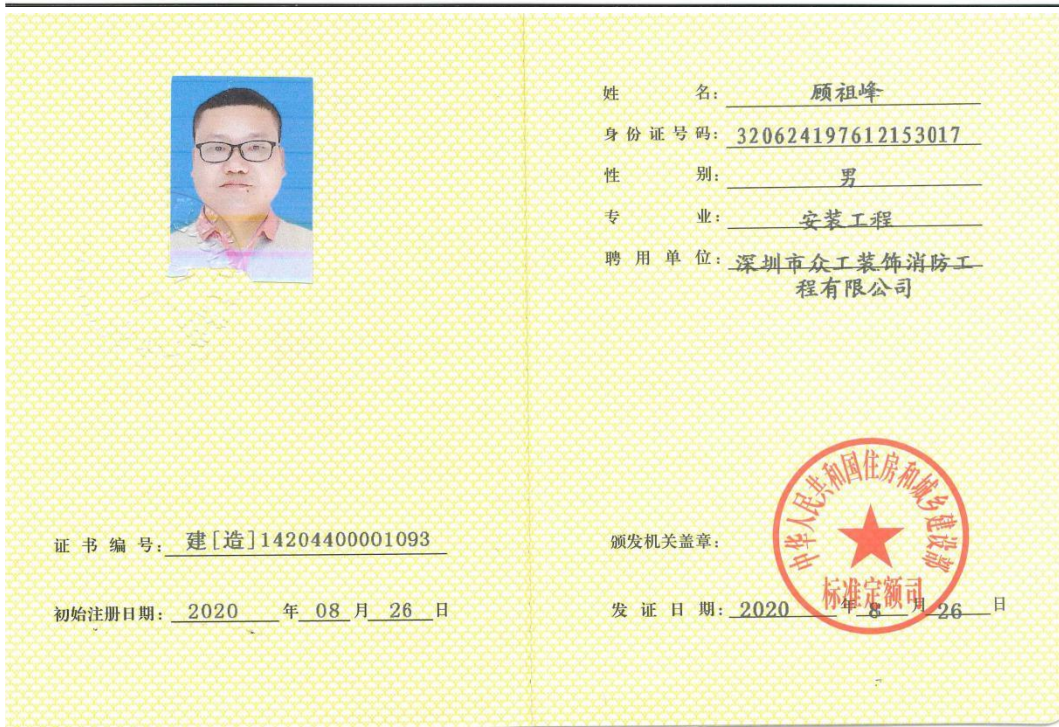 姓 名: 顾祖峰
身份证号码: 320624197612153017
性 别: 男
专 业: 安装工程
聘用单位: 深圳市众工装饰消防工
程有限公司
证书编号: 建[造]14204400001093
颁发机关盖章:
中华人民共和国住房和城乡建设部
标准定额司
初始注册日期: 2020 年 08 月 26 日
发证日期: 2020 年 8 月 26 日